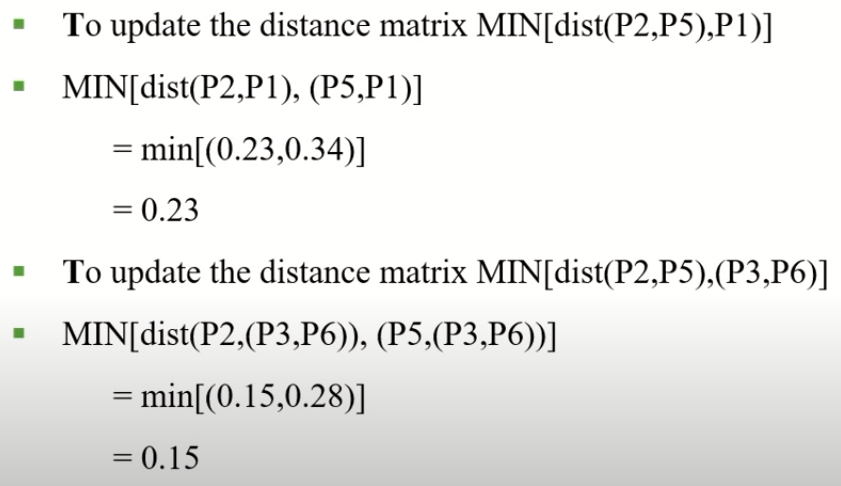 To update the distance matrix MIN[dist(P2,P5),P1)]
MIN[dist(P2,P1), (P5,P1)]
= min[(0.23,0.34)]
= 0.23
To update the distance matrix MIN[dist(P2,P5),(P3,P6)]
MIN[dist(P2,(P3,P6)), (P5,(P3,P6))]
= min[(0.15,0.28)]
= 0.15